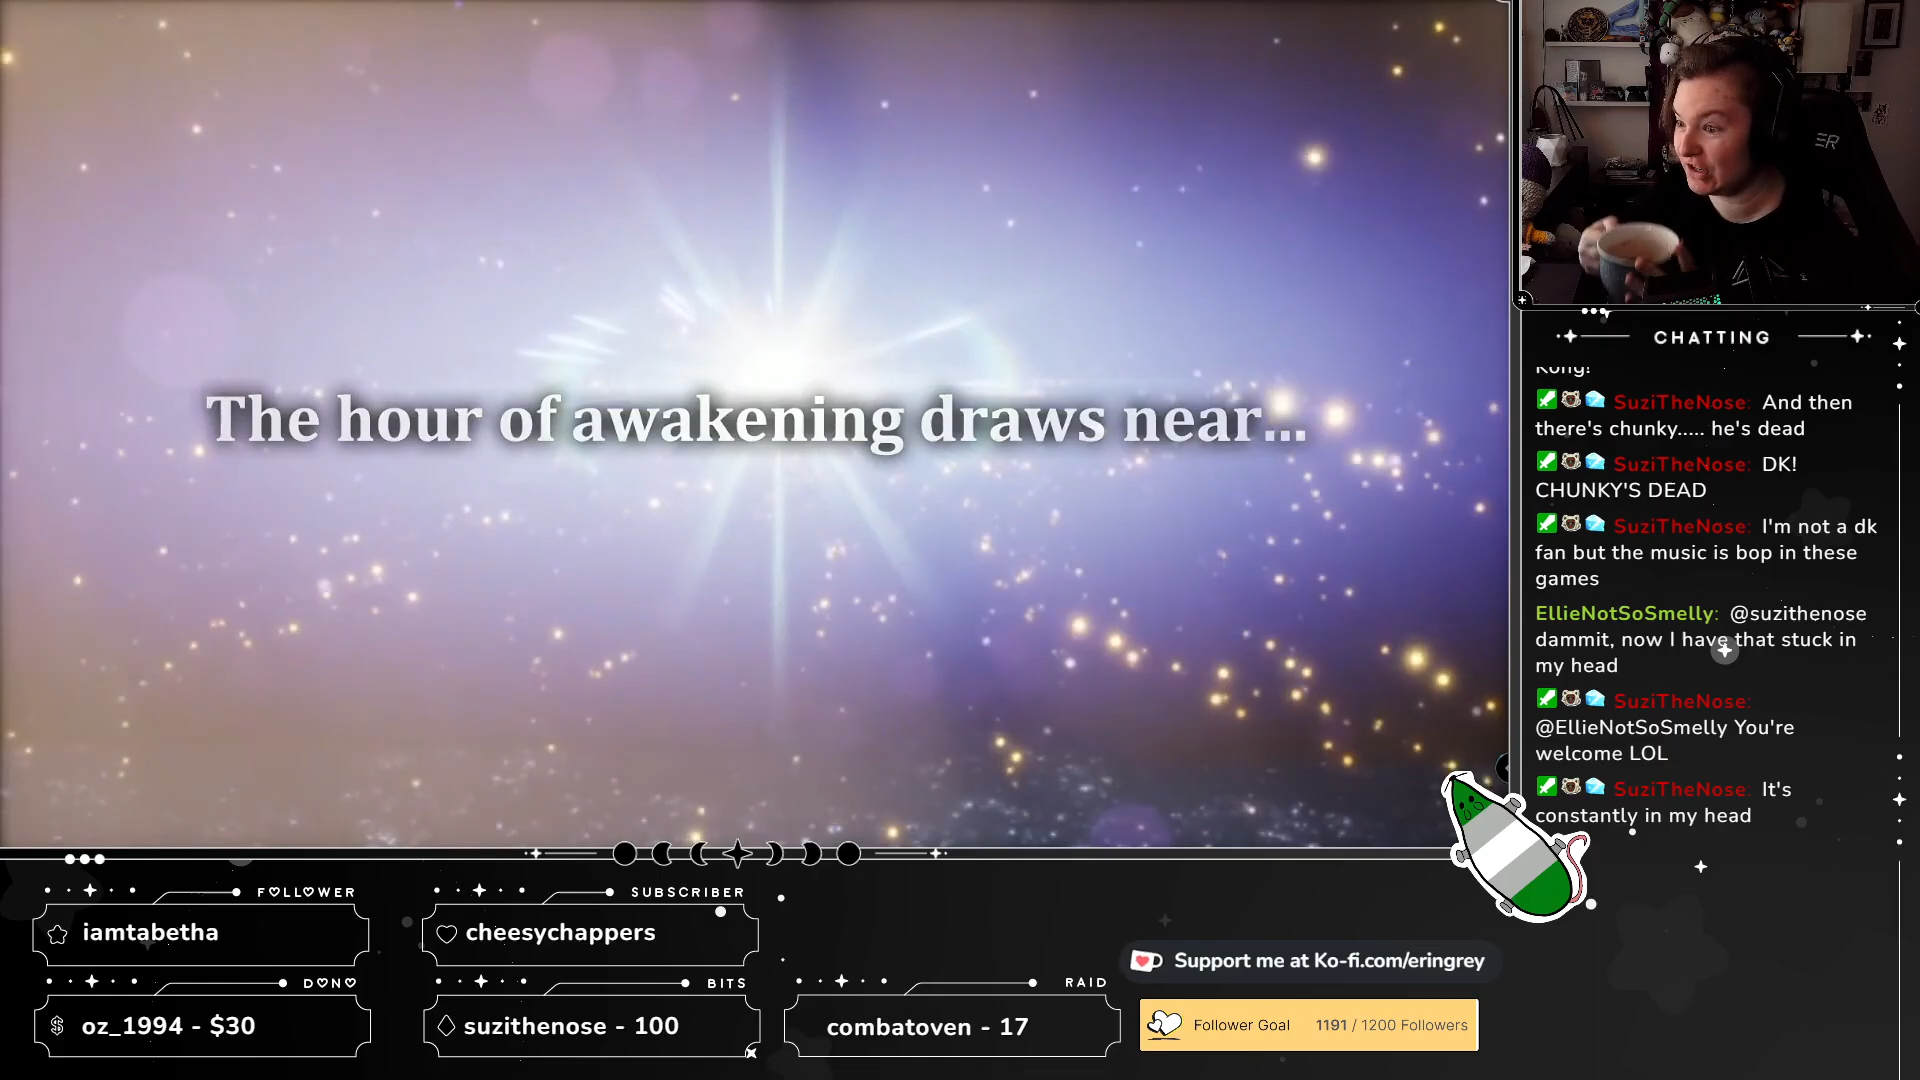 The hour of awakening draws near...
ER
CHATTING
Kong!
SuziTheNose: And then
there's chunky..... he's dead
SuziTheNose: DK!
CHUNKY'S DEAD
SuziTheNose: I'm not a dk
fan but the music is bop in these
games
EllieNotSoSmelly: @suzithenose
dammit, now I have that stuck in
my head
SuziTheNose:
@EllieNotSoSmelly You're
welcome LOL
SuziTheNose: It's
constantly in my head
FOLLOWER
iamtabetha
SUBSCRIBER
cheesychappers
DONO
oz_1994 - $30
BITS
suzithenose - 100
RAID
combatoven - 17
Support me at Ko-fi.com/eringrey
Follower Goal 1191 / 1200 Followers